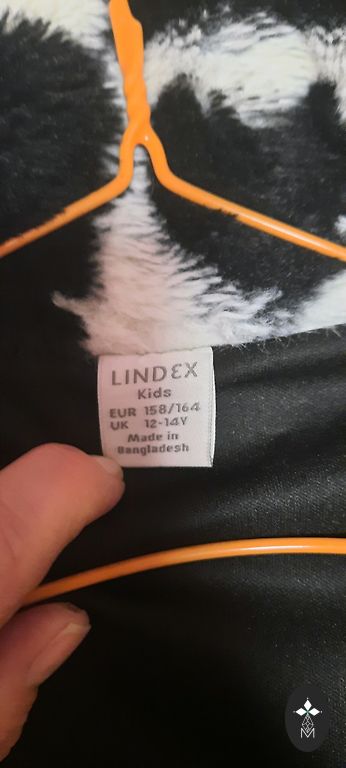 LINDEX
Kids
EUR 158/164
UK 12-14Y
Made in
Bangladesh
M